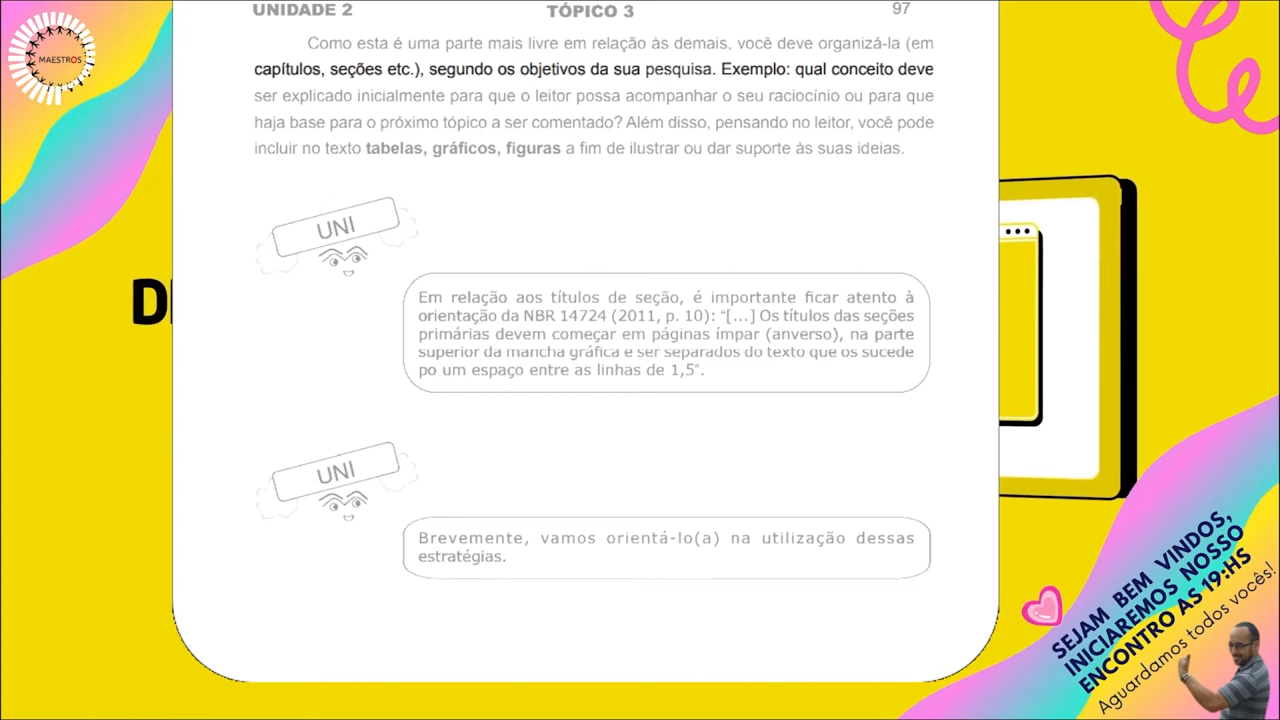 MAESTROS
UNIDADE 2 TÓPICO 3 97
Como esta é uma parte mais livre em relação às demais, você deve organizá-la (em
capítulos, seções etc.), segundo os objetivos da sua pesquisa. Exemplo: qual conceito deve
ser explicado inicialmente para que o leitor possa acompanhar o seu raciocínio ou para que
haja base para o próximo tópico a ser comentado? Além disso, pensando no leitor, você pode
incluir no texto tabelas, gráficos, figuras a fim de ilustrar ou dar suporte às suas ideias.
UNI
Em relação aos títulos de seção, é importante ficar atento à
orientação da NBR 14724 (2011, p. 10): “[...] Os títulos das seções
primárias devem começar em páginas ímpar (anverso), na parte
superior da mancha gráfica e ser separados do texto que os sucede
po um espaço entre as linhas de 1,5”.
UNI
Brevemente, vamos orientá-lo(a) na utilização dessas
estratégias.
SEJAM BEM VINDOS,
INICIAREMOS NOSSO
ENCONTRO AS 19:HS
Aguardamos todos vocês!